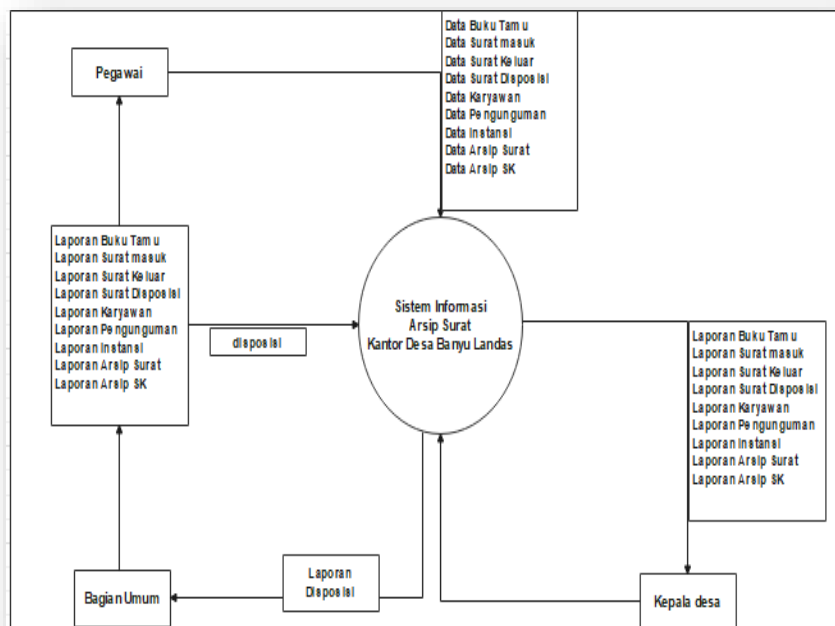 Data Buku Tamu
Data Surat masuk
Data Surat Keluar
Data Surat Disposisi
Data Karyawan
Data Pengunguman
Data Instansi
Data Arsip Surat
Data Arsip SK
Pegawai
Laporan Buku Tamu
Laporan Surat masuk
Laporan Surat Keluar
Laporan Surat Disposisi
Laporan Karyawan
Laporan Pengunguman
Laporan Instansi
Laporan Arsip Surat
Laporan Arsip SK
disposisi
Sistem Informasi
Arsip Surat
Kantor Desa Banyu Landas
Laporan Buku Tamu
Laporan Surat masuk
Laporan Surat Keluar
Laporan Surat Disposisi
Laporan Karyawan
Laporan Pengunguman
Laporan Instansi
Laporan Arsip Surat
Laporan Arsip SK
Bagian Umum
Laporan
Disposisi
Kepala desa